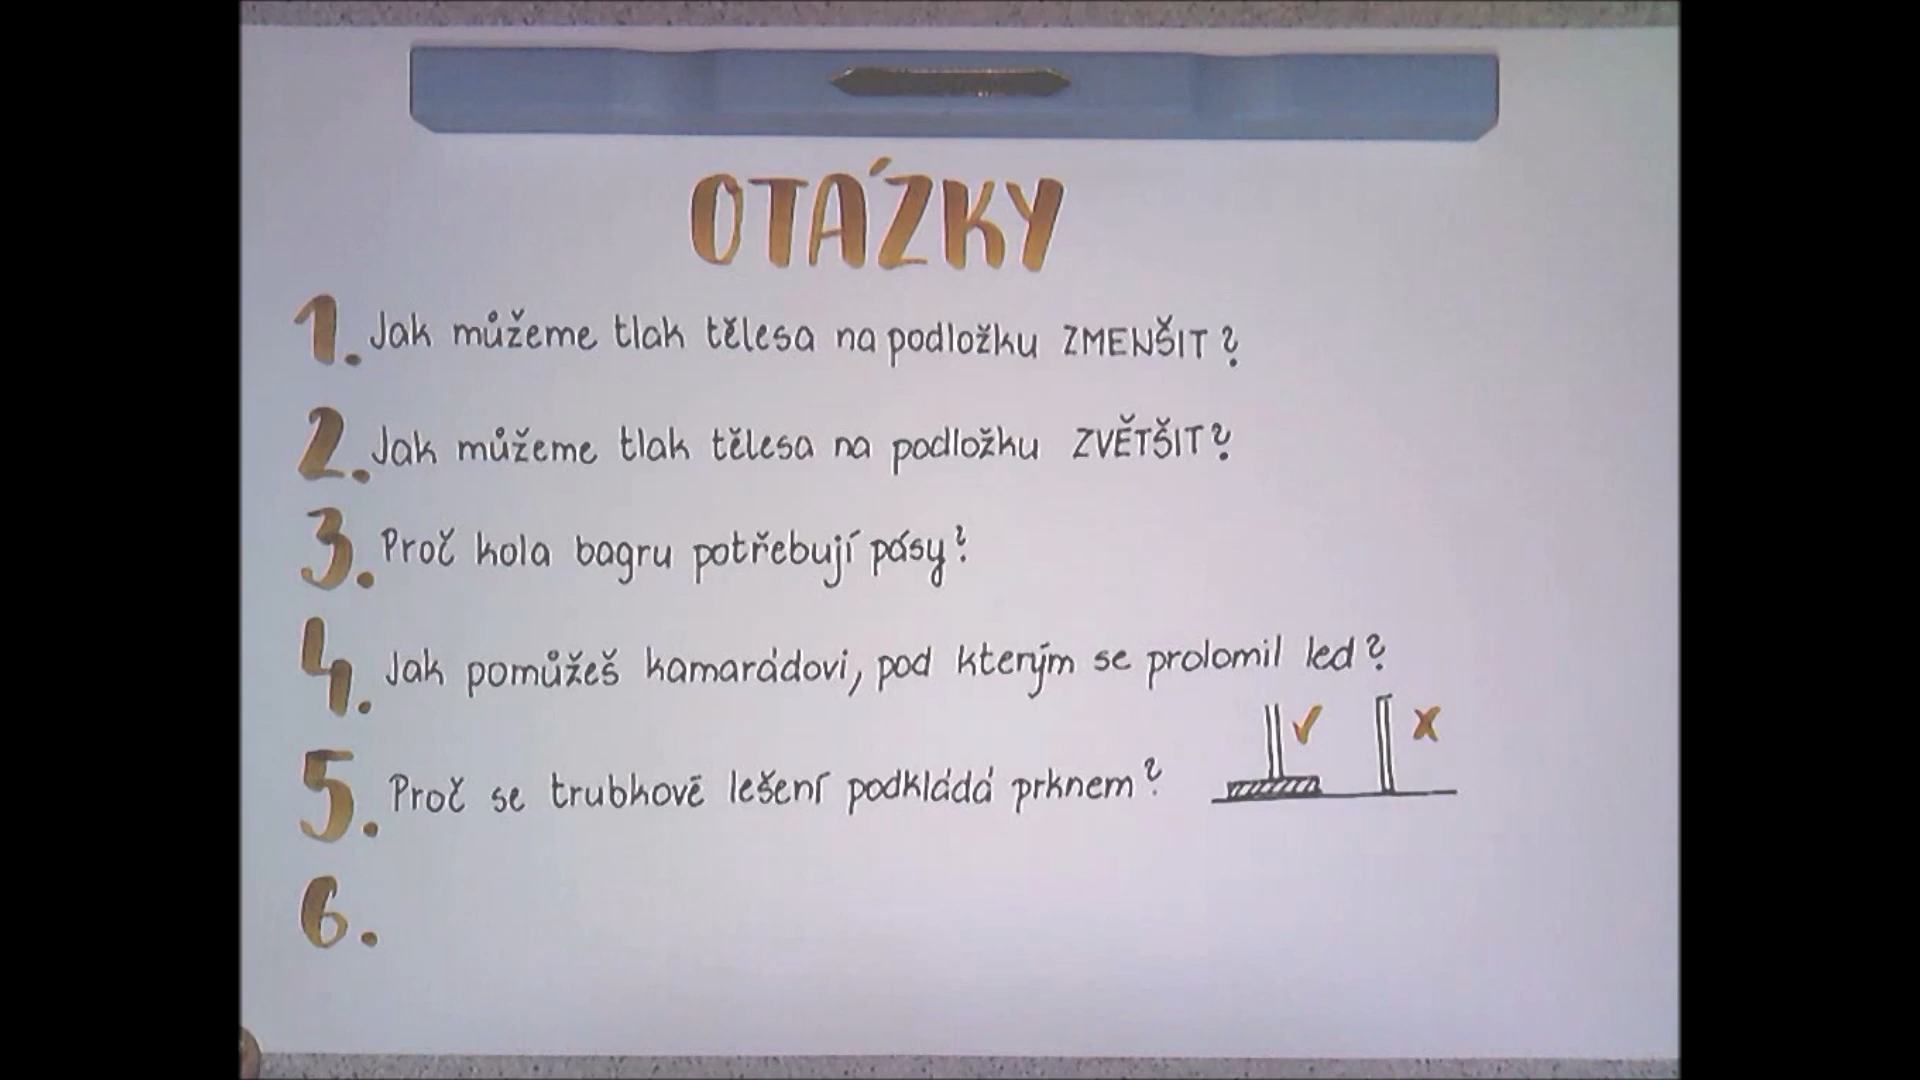 OTÁZKY
1. Jak můžeme tlak tělesa na podložku ZMENŠIT?
2. Jak můžeme tlak tělesa na podložku ZVĚTŠIT?
3. Proč kola bagru potřebují pásy?
4. Jak pomůžeš kamarádovi, pod kterým se prolomil led?
5. Proč se trubkové lešení podkládá prknem?
6.